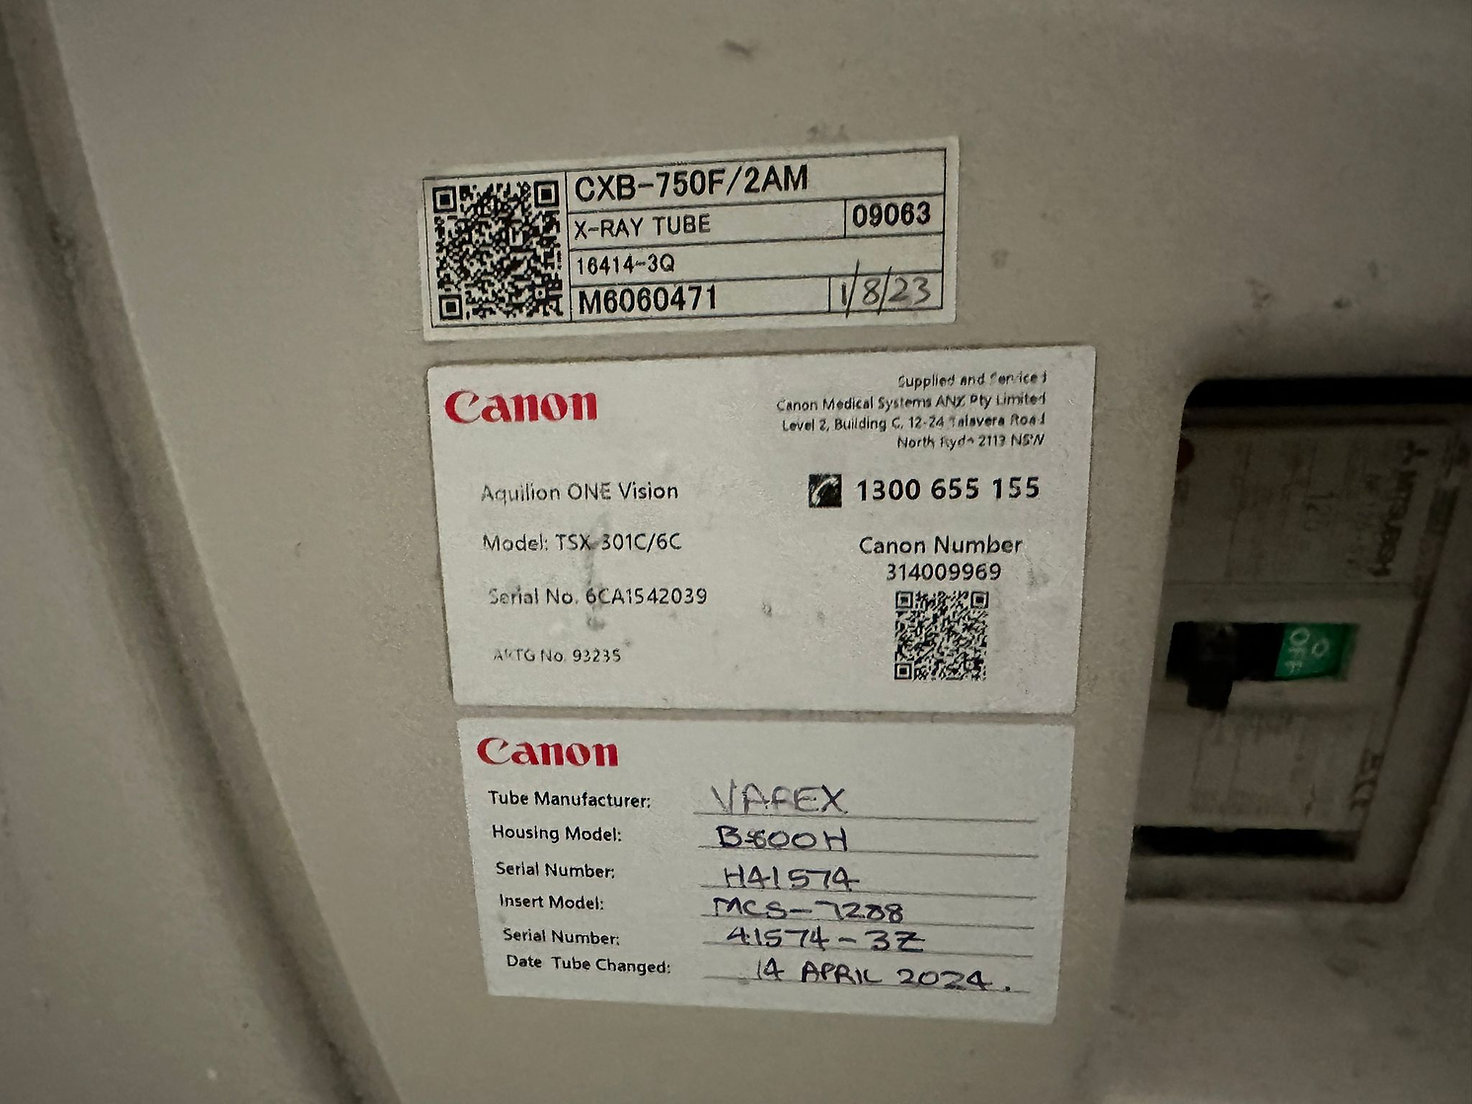 CXB-750F/2AM
X-RAY TUBE 09063
16414-3Q
M6060471 1/8/23
Canon
Supplied and Serviced
Canon Medical Systems ANZ Pty Limited
Level 2, Building C, 12-24 Talavera Road
North Ryde 2113 NSW
Aquilion ONE Vision
1300 655 155
Model: TSX-301C/6C
Canon Number
314009969
Serial No. 6CA1542039
ARTG No. 93235
Canon
Tube Manufacturer: VAREX
Housing Model: B-600H
Serial Number: H41574
Insert Model: MCS-7288
Serial Number: 41574-3Z
Date Tube Changed: 14 APRIL 2024.
MITSUBISHI
OFF